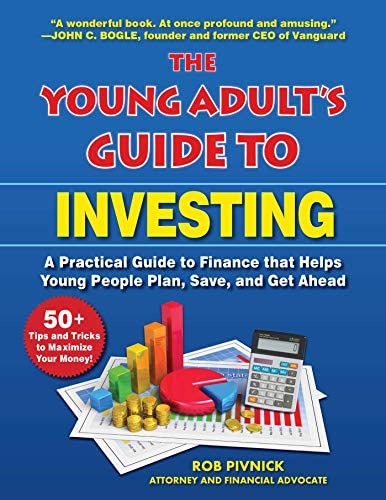 “A wonderful book. At once profound and amusing.”
—JOHN C. BOGLE, founder and former CEO of Vanguard
THE
YOUNG ADULT'S
GUIDE TO
INVESTING
A Practical Guide to Finance that Helps
Young People Plan, Save, and Get Ahead
50+
Tips and Tricks
to Maximize
Your Money!
ROB PIVNICK
ATTORNEY AND FINANCIAL ADVOCATE